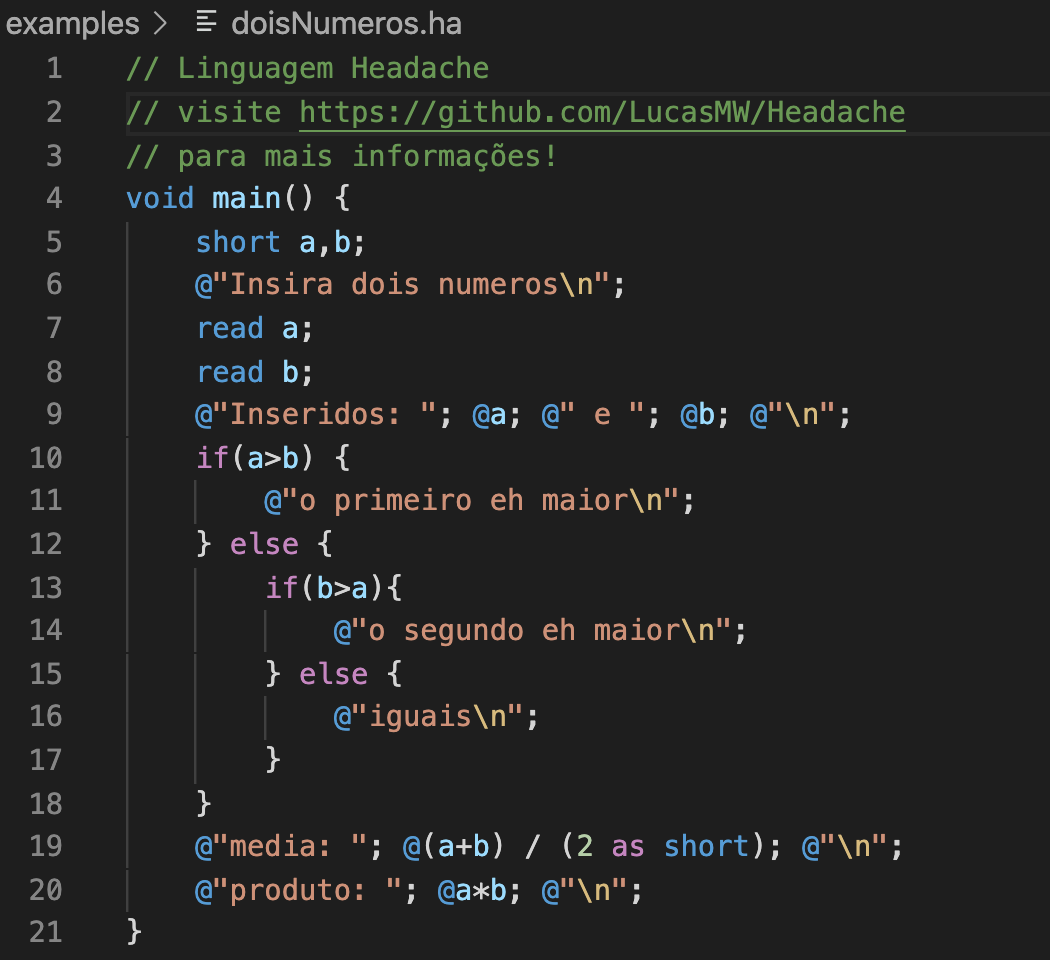 examples > doisNumeros.ha
1 // Linguagem Headache
2 // visite https://github.com/LucasMW/Headache
3 // para mais informações!
4 void main() {
5     short a,b;
6     @"Insira dois numeros\n";
7     read a;
8     read b;
9     @"Inseridos: "; @a; @" e "; @b; @"\n";
10     if(a>b) {
11         @"o primeiro eh maior\n";
12     } else {
13         if(b>a){
14             @"o segundo eh maior\n";
15         } else {
16             @"iguais\n";
17         }
18     }
19     @"media: "; @(a+b) / (2 as short); @"\n";
20     @"produto: "; @a*b; @"\n";
21 }